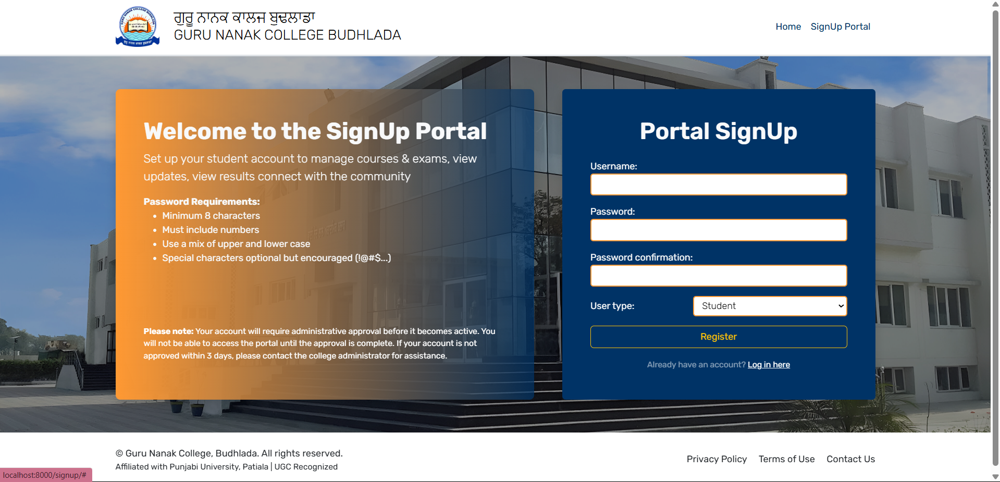 ਗੁਰੂ ਨਾਨਕ ਕਾਲਜ ਬੁਢਲਾਡਾ
GURU NANAK COLLEGE BUDHLADA
Home SignUp Portal
Welcome to the SignUp Portal
Set up your student account to manage courses & exams, view
updates, view results connect with the community
Password Requirements:
• Minimum 8 characters
• Must include numbers
• Use a mix of upper and lower case
• Special characters optional but encouraged (!@#$...)
Please note: Your account will require administrative approval before it becomes active. You
will not be able to access the portal until the approval is complete. If your account is not
approved within 3 days, please contact the college administrator for assistance.
Portal SignUp
Username:
Password:
Password confirmation:
User type: Student
Register
Already have an account? Log in here
© Guru Nanak College, Budhlada. All rights reserved.
Affiliated with Punjabi University, Patiala | UGC Recognized
Privacy Policy Terms of Use Contact Us
localhost:8000/signup/#